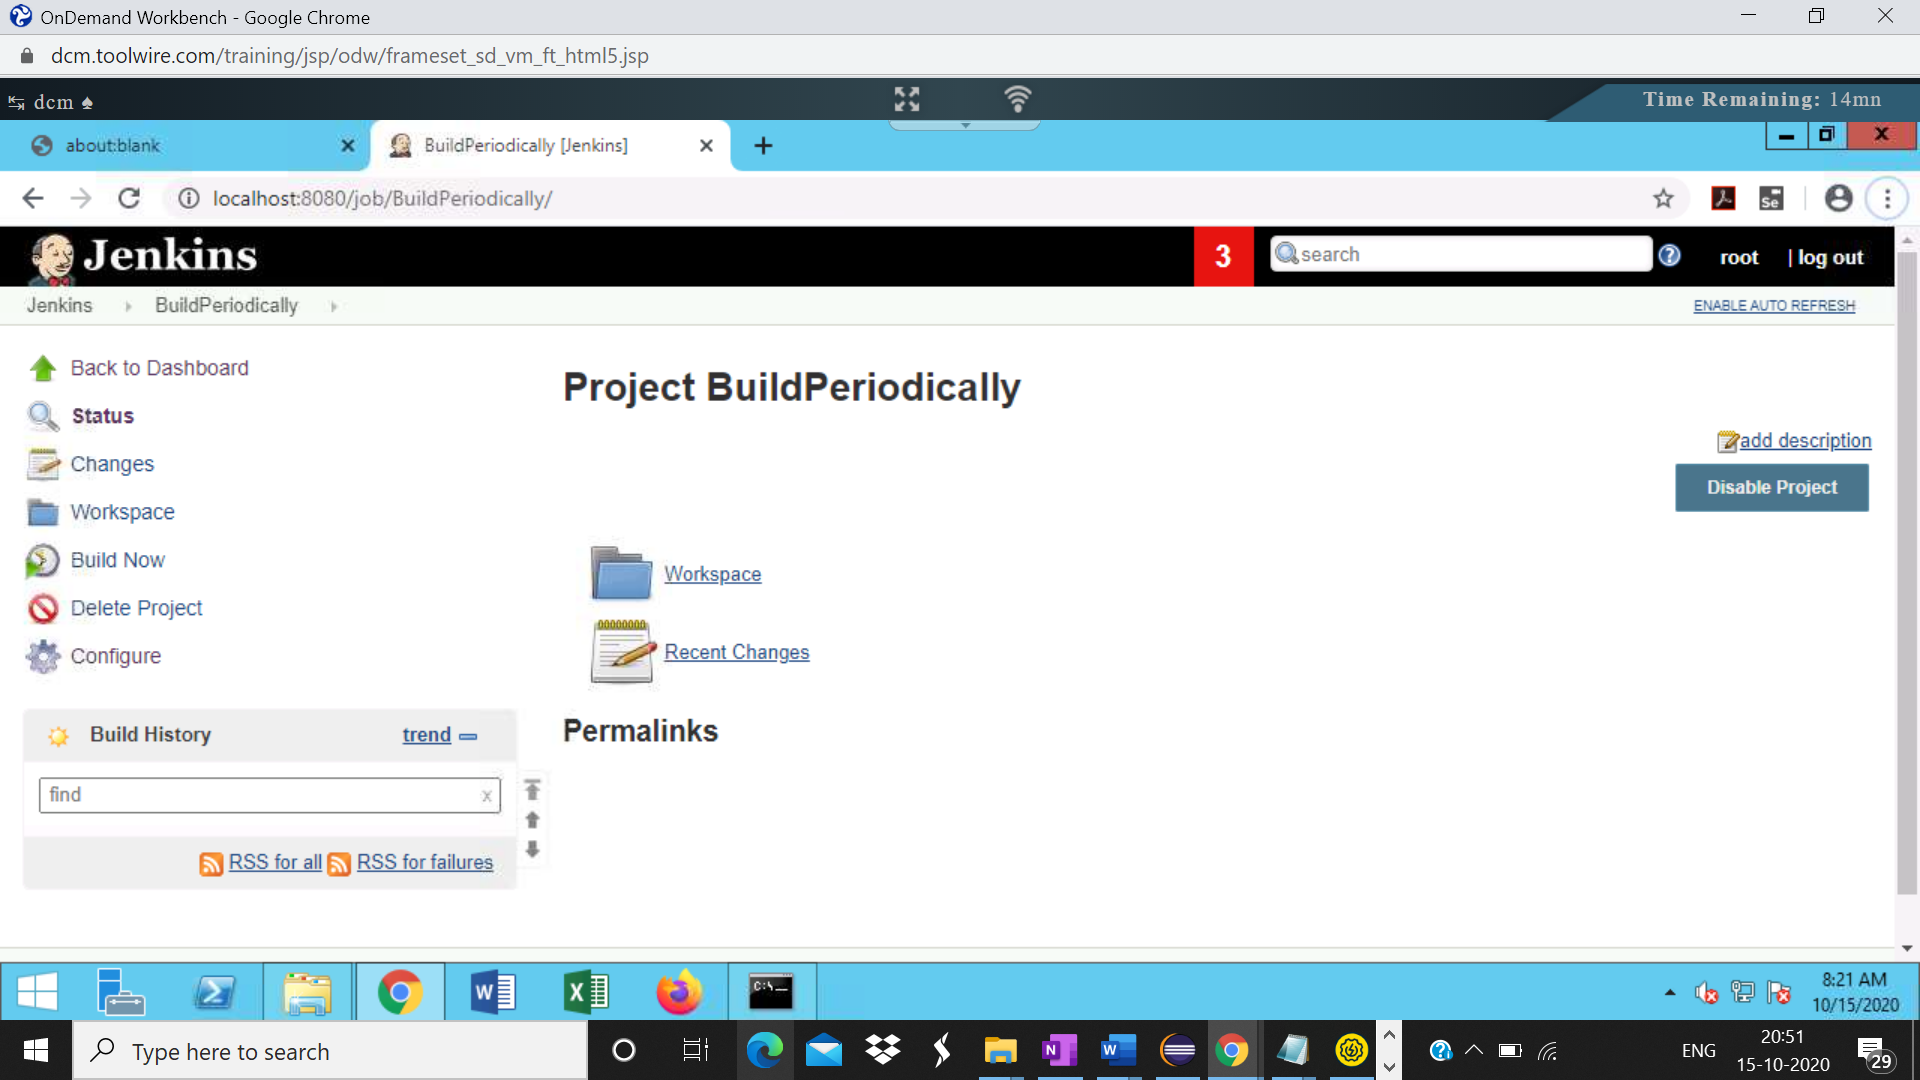 OnDemand Workbench - Google Chrome
dcm.toolwire.com/training/jsp/odw/frameset_sd_vm_ft_html5.jsp
dcm ♠
Time Remaining: 14mn
about:blank
BuildPeriodically [Jenkins]
localhost:8080/job/BuildPeriodically/
Se
Jenkins
3
search
root
| log out
Jenkins
BuildPeriodically
ENABLE AUTO REFRESH
Back to Dashboard
Status
Changes
Workspace
Build Now
Delete Project
Configure
Project BuildPeriodically
add description
Disable Project
Workspace
Recent Changes
Permalinks
Build History
trend
find
x
RSS for all
RSS for failures
8:21 AM
10/15/2020
Type here to search
ENG
20:51
15-10-2020
29